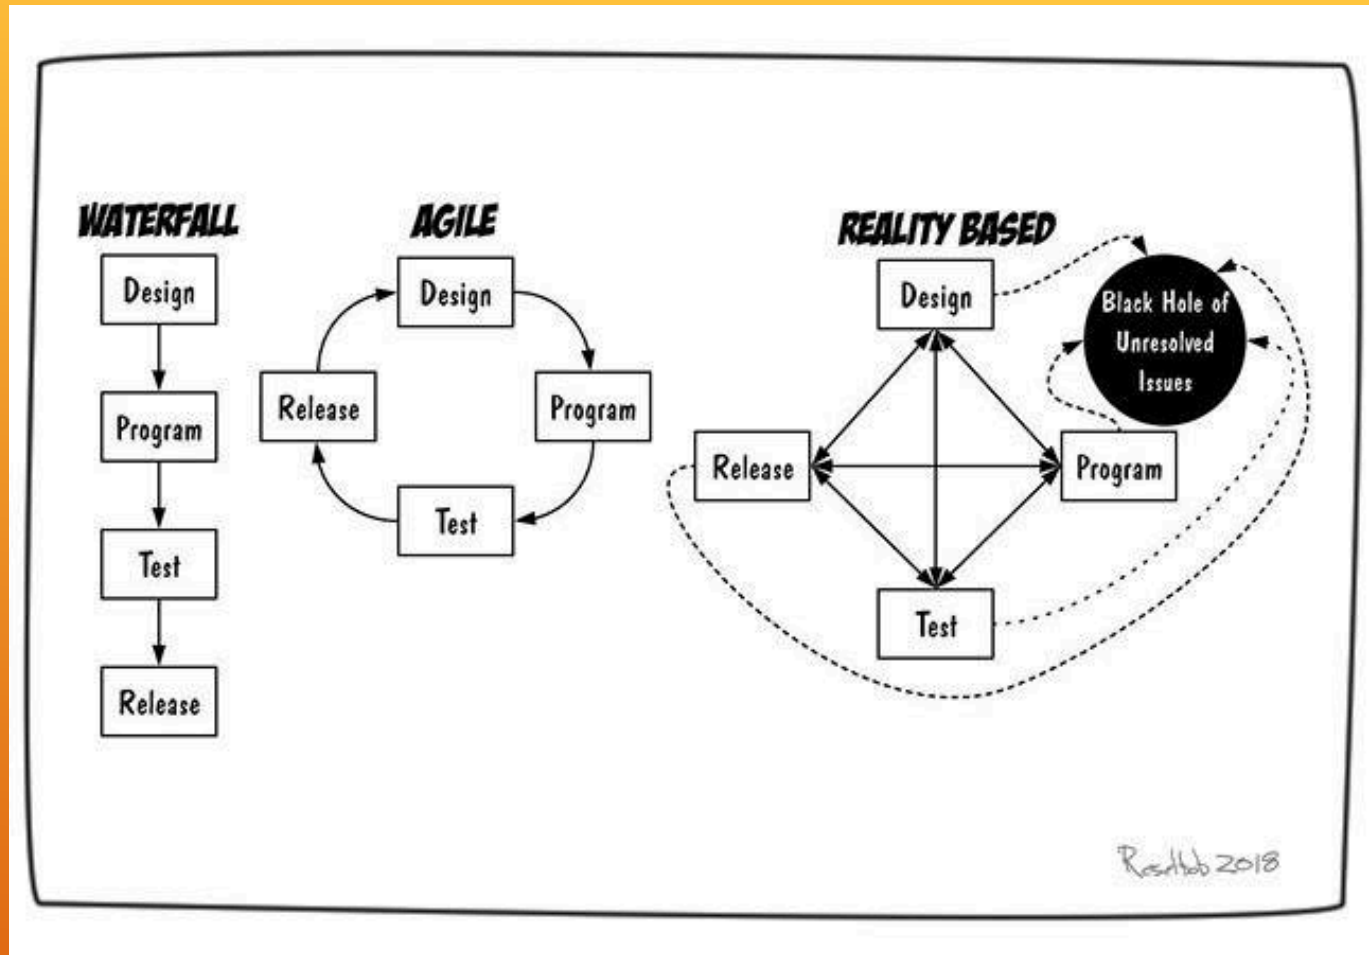 WATERFALL
Design
Program
Test
Release
AGILE
Design
Program
Test
Release
REALITY BASED
Design
Black Hole of
Unresolved
Issues
Release
Program
Test
2018